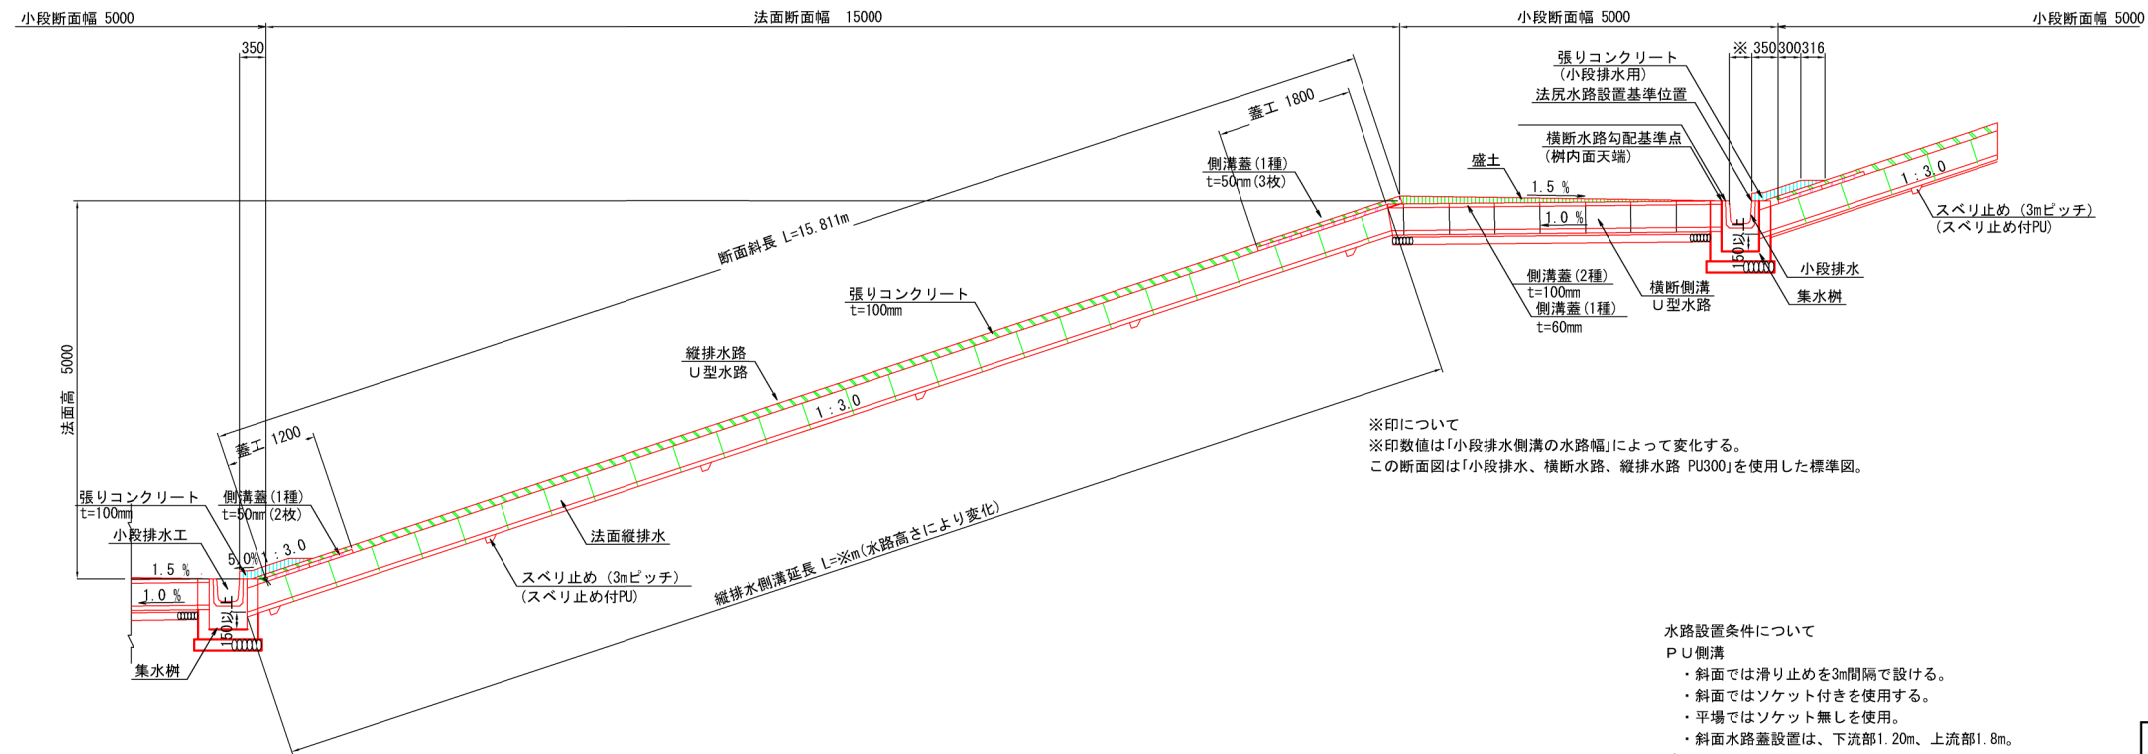 小段断面幅 5000
法面断面幅 15000
小段断面幅 5000
小段断面幅 5000
350
※ 350 300 316
張りコンクリート
(小段排水用)
法尻水路設置基準位置
横断水路勾配基準点
(桝内面天端)
蓋工 1800
側溝蓋(1種)
t=50mm(3枚)
盛土
1.5 %
1.0 %
1:3.0
スベリ止め (3mピッチ)
(スベリ止め付PU)
断面斜長 L=15.811m
150以上
小段排水
集水桝
側溝蓋(2種)
t=100mm
側溝蓋(1種)
t=60mm
横断側溝
U型水路
張りコンクリート
t=100mm
縦排水路
U型水路
法面高 5000
1:3.0
※印について
※印数値は「小段排水側溝の水路幅」によって変化する。
この断面図は「小段排水、横断水路、縦排水路 PU300」を使用した標準図。
蓋工 1200
張りコンクリート
t=100mm
側溝蓋(1種)
t=50mm(2枚)
小段排水工
5.0%
1:3.0
1.5 %
1.0 %
150以上
集水桝
法面縦排水
スベリ止め (3mピッチ)
(スベリ止め付PU)
縦排水側溝延長 L=※m(水路高さにより変化)
水路設置条件について
PU側溝
・斜面では滑り止めを3m間隔で設ける。
・斜面ではソケット付きを使用する。
・平場ではソケット無しを使用。
・斜面水路蓋設置は、下流部1.20m、上流部1.8m。